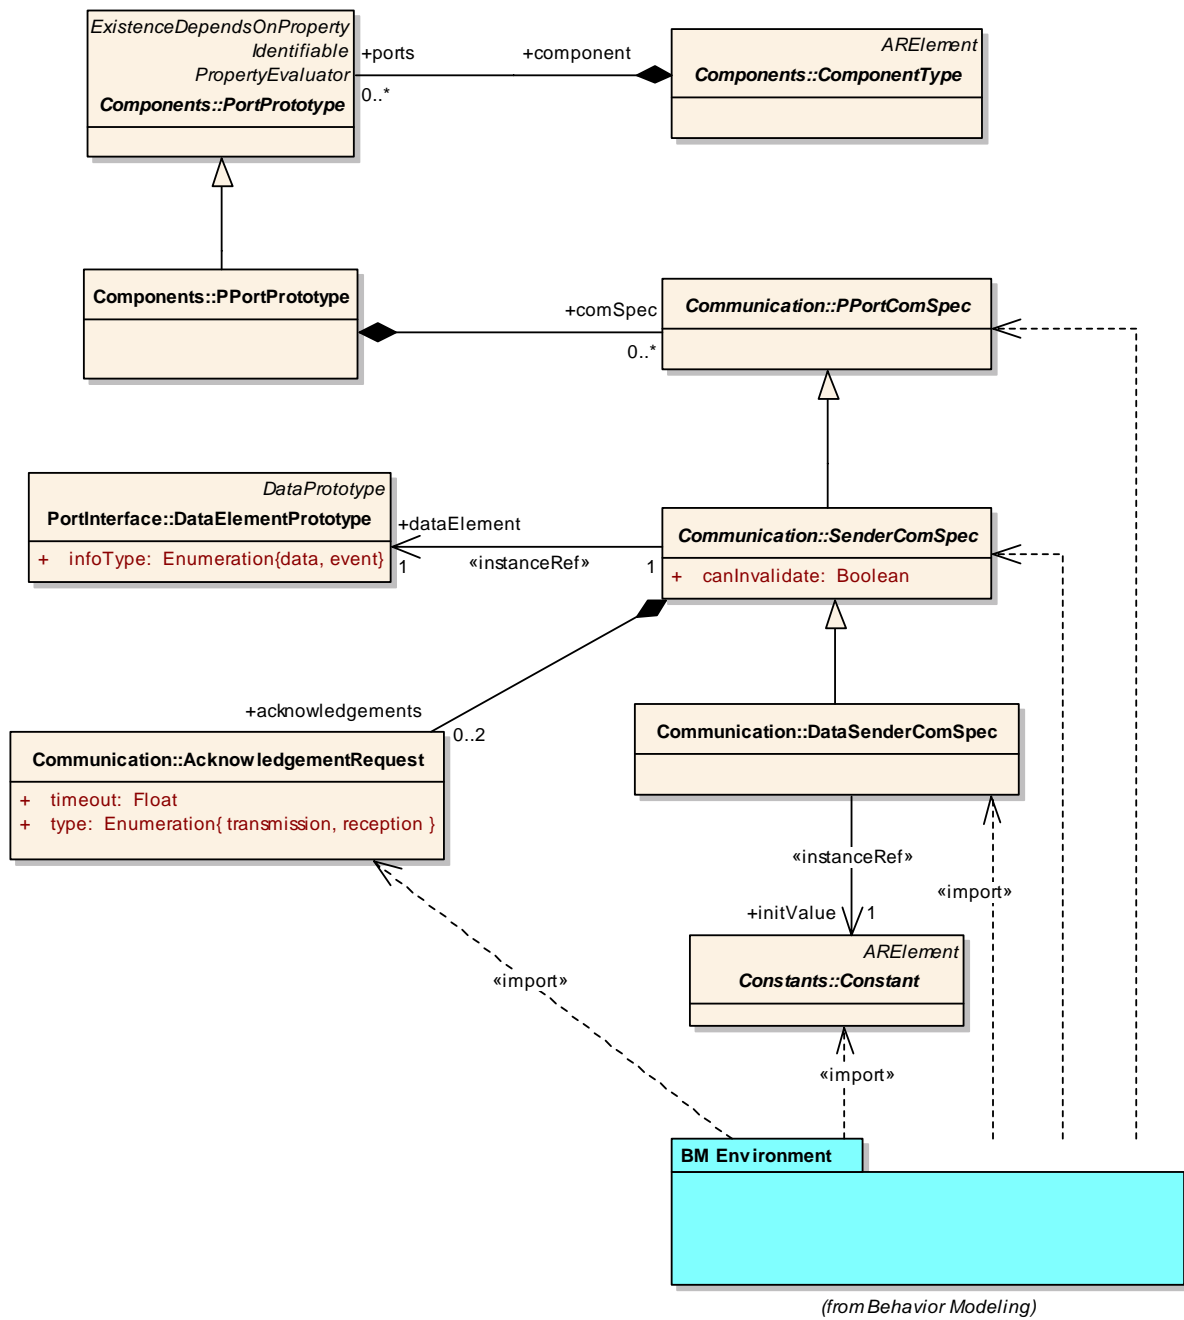 ExistenceDependsOnProperty
Identifiable
PropertyEvaluator
Components::PortPrototype
+ports
0..*
+component
ARElement
Components::ComponentType
Components::PPortPrototype
+comSpec
0..*
Communication::PPortComSpec
DataPrototype
PortInterface::DataElementPrototype
+ infoType: Enumeration{data, event}
+dataElement
1
«instanceRef»
1
Communication::SenderComSpec
+ canInvalidate: Boolean
+acknowledgements
0..2
Communication::AcknowledgementRequest
+ timeout: Float
+ type: Enumeration{ transmission, reception }
Communication::DataSenderComSpec
«instanceRef»
«import»
+initValue
1
ARElement
Constants::Constant
«import»
«import»
BM Environment
(from Behavior Modeling)